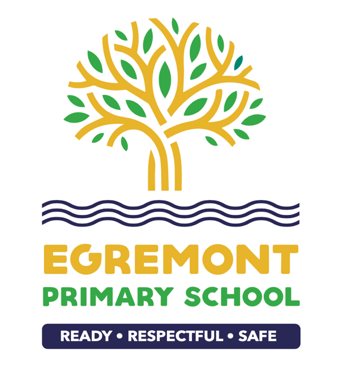 EGREMONT
PRIMARY SCHOOL
READY • RESPECTFUL • SAFE